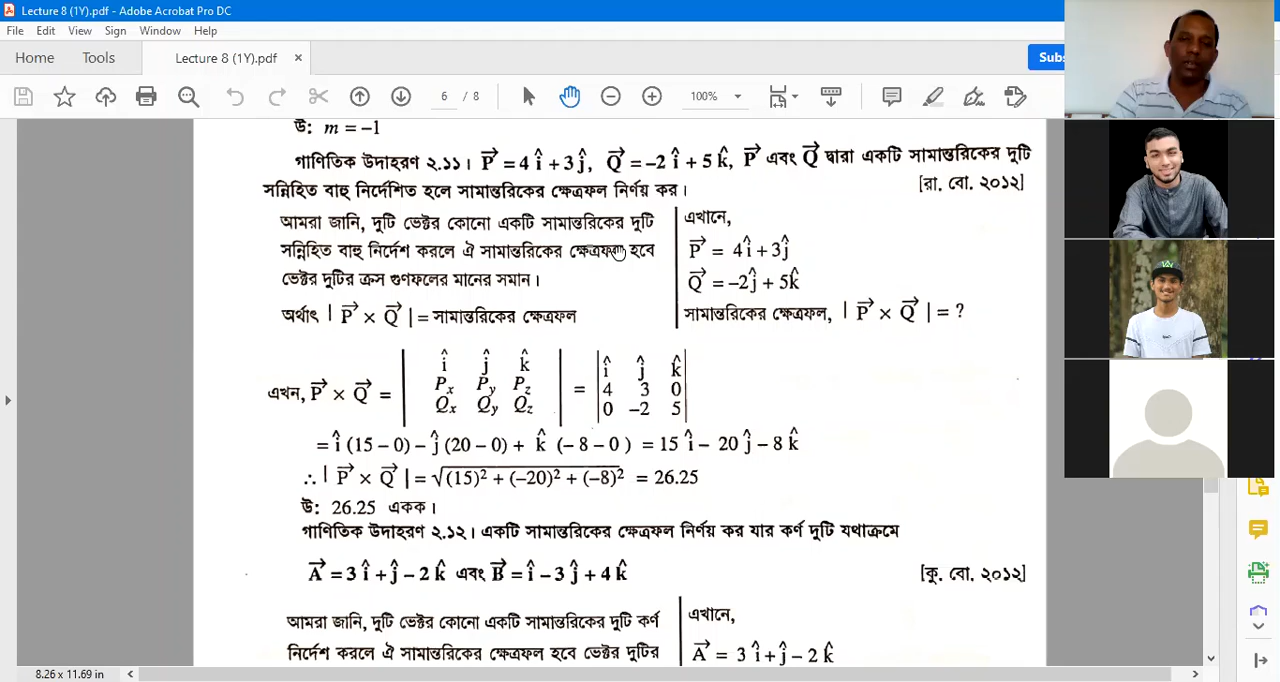 Lecture 8 (1Y).pdf - Adobe Acrobat Pro DC
File Edit View Sign Window Help
Home Tools Lecture 8 (1Y).pdf × Subs
6 / 8 100%
উ: m = −1
গাণিতিক উদাহরণ ২.১১। P⃗ = 4 î + 3 ĵ, Q⃗ = −2 î + 5 k̂, P⃗ এবং Q⃗ দ্বারা একটি সামান্তরিকের দুটি
সন্নিহিত বাহু নির্দেশিত হলে সামান্তরিকের ক্ষেত্রফল নির্ণয় কর। [রা. বো. ২০১২]
আমরা জানি, দুটি ভেক্টর কোনো একটি সামান্তরিকের দুটি
সন্নিহিত বাহু নির্দেশ করলে ঐ সামান্তরিকের ক্ষেত্রফল হবে
ভেক্টর দুটির ক্রস গুণফলের মানের সমান।
অর্থাৎ | P⃗ × Q⃗ | = সামান্তরিকের ক্ষেত্রফল
এখানে,
P⃗ = 4î + 3ĵ
Q⃗ = −2ĵ + 5k̂
সামান্তরিকের ক্ষেত্রফল, | P⃗ × Q⃗ | = ?
এখন, P⃗ × Q⃗ = | î ĵ k̂ | = | î ĵ k̂ |
Px Py Pz 4 3 0
Qx Qy Qz 0 −2 5
= î (15 − 0) − ĵ (20 − 0) + k̂ (− 8 − 0 ) = 15 î − 20 ĵ − 8 k̂
∴ | P⃗ × Q⃗ | = √(15)² + (−20)² + (−8)² = 26.25
উ: 26.25 একক।
গাণিতিক উদাহরণ ২.১২। একটি সামান্তরিকের ক্ষেত্রফল নির্ণয় কর যার কর্ণ দুটি যথাক্রমে
A⃗ = 3 î + ĵ − 2 k̂ এবং B⃗ = î − 3 ĵ + 4 k̂ [কু. বো. ২০১২]
আমরা জানি, দুটি ভেক্টর কোনো একটি সামান্তরিকের দুটি কর্ণ
নির্দেশ করলে ঐ সামান্তরিকের ক্ষেত্রফল হবে ভেক্টর দুটির
এখানে,
A⃗ = 3 î + ĵ − 2 k̂
8.26 x 11.69 in